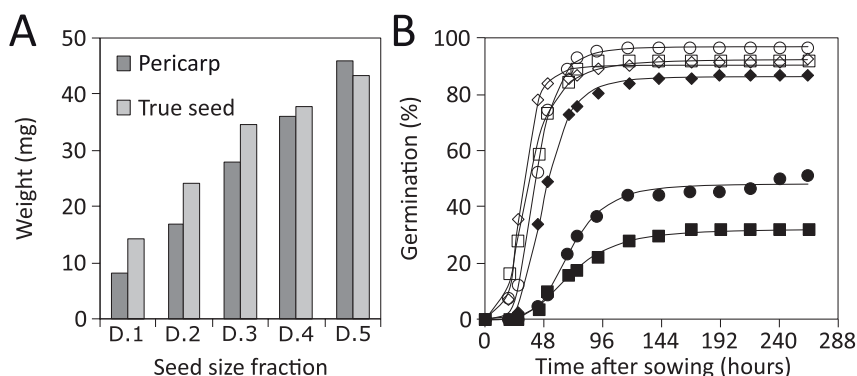 A
Weight (mg)
50
40
30
20
10
0
Pericarp
True seed
D.1 D.2 D.3 D.4 D.5
Seed size fraction
B
Germination (%)
100
80
60
40
20
0
0 48 96 144 192 240 288
Time after sowing (hours)